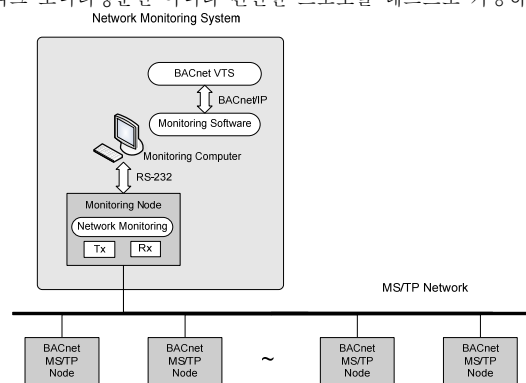 Network Monitoring System
BACnet VTS
BACnet/IP
Monitoring Software
Monitoring Computer
RS-232
Monitoring Node
Network Monitoring
Tx Rx
MS/TP Network
BACnet
MS/TP
Node
BACnet
MS/TP
Node
~
BACnet
MS/TP
Node
BACnet
MS/TP
Node